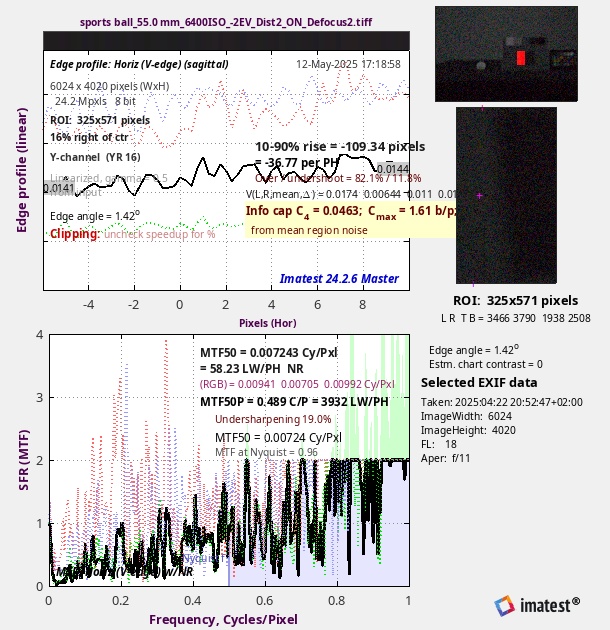 sports ball_55.0 mm_6400ISO_-2EV_Dist2_ON_Defocus2.tiff
Edge profile: Horiz (V-edge) (sagittal)
12-May-2025 17:18:58
6024 x 4020 pixels (WxH)
24.2 Mpxls 8 bit
ROI: 325x571 pixels
16% right of ctr
Y-channel (YR 16)
10-90% rise = -109.34 pixels
= -36.77 per PH
Over-/undershoot = 82.1% / 11.8%
0.0144
0.0141
V(L,R,mean,Δ) = 0.0174 0.00644 0.011 0.01
Edge angle = 1.42°
Info cap C4 = 0.0463; Cmax = 1.61 b/p;
from mean region noise
Clipping: uncheck speedup for %
Imatest 24.2.6 Master
Edge profile (linear)
-4 -2 0 2 4 6 8
Pixels (Hor)
ROI: 325x571 pixels
L R T B = 3466 3790 1938 2508
MTF50 = 0.007243 Cy/Pxl
= 58.23 LW/PH NR
(RGB) = 0.00941 0.00705 0.00992 Cy/Pxl
MTF50P = 0.489 C/P = 3932 LW/PH
Undersharpening 19.0%
MTF50 = 0.00724 Cy/Pxl
MTF at Nyquist = 0.96
SFR (MTF)
4
3
2
1
0
0 0.2 0.4 0.6 0.8 1
Frequency, Cycles/Pixel
Edge angle = 1.42°
Estm. chart contrast = 0
Selected EXIF data
Taken: 2025:04:22 20:52:47+02:00
ImageWidth: 6024
ImageHeight: 4020
FL: 18
Aper: f/11
imatest®